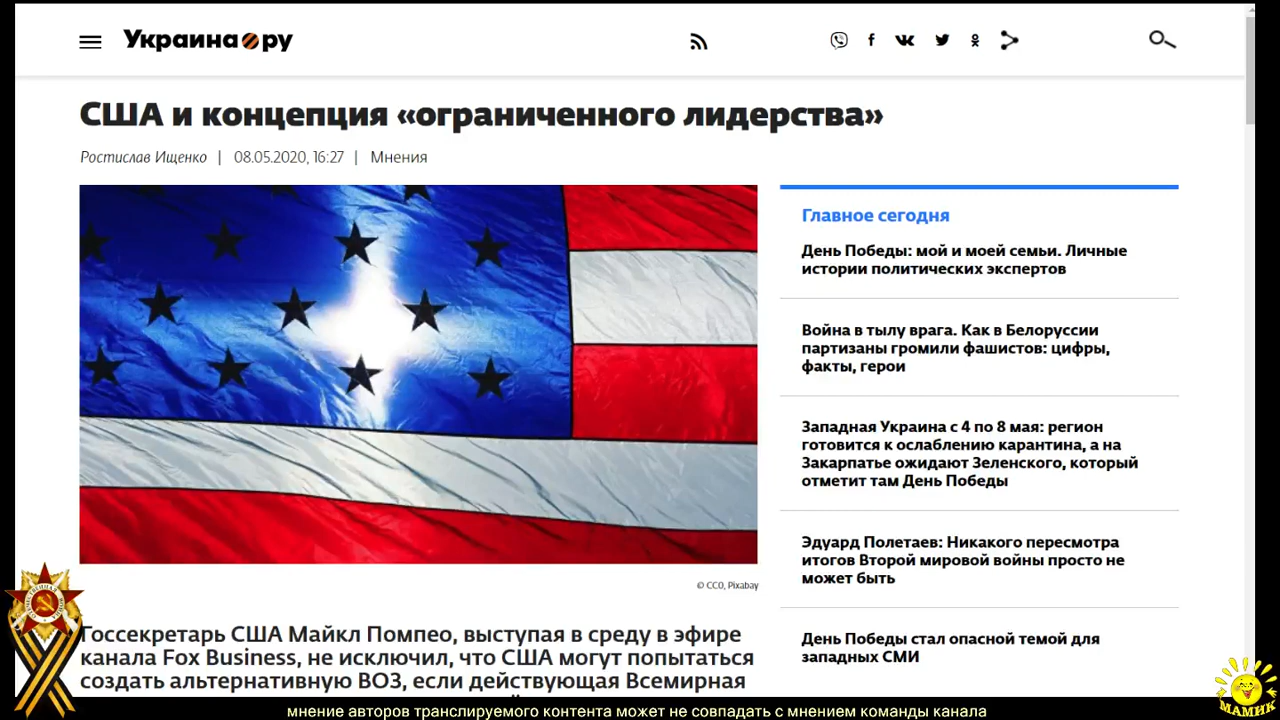 Украина ру
США и концепция «ограниченного лидерства»
Ростислав Ищенко | 08.05.2020, 16:27 | Мнения
© CC0, Pixabay
Госсекретарь США Майкл Помпео, выступая в среду в эфире
канала Fox Business, не исключил, что США могут попытаться
создать альтернативную ВОЗ, если действующая Всемирная
Главное сегодня
День Победы: мой и моей семьи. Личные
истории политических экспертов
Война в тылу врага. Как в Белоруссии
партизаны громили фашистов: цифры,
факты, герои
Западная Украина с 4 по 8 мая: регион
готовится к ослаблению карантина, а на
Закарпатье ожидают Зеленского, который
отметит там День Победы
Эдуард Полетаев: Никакого пересмотра
итогов Второй мировой войны просто не
может быть
День Победы стал опасной темой для
западных СМИ
МАМИК
мнение авторов транслируемого контента может не совпадать с мнением команды канала